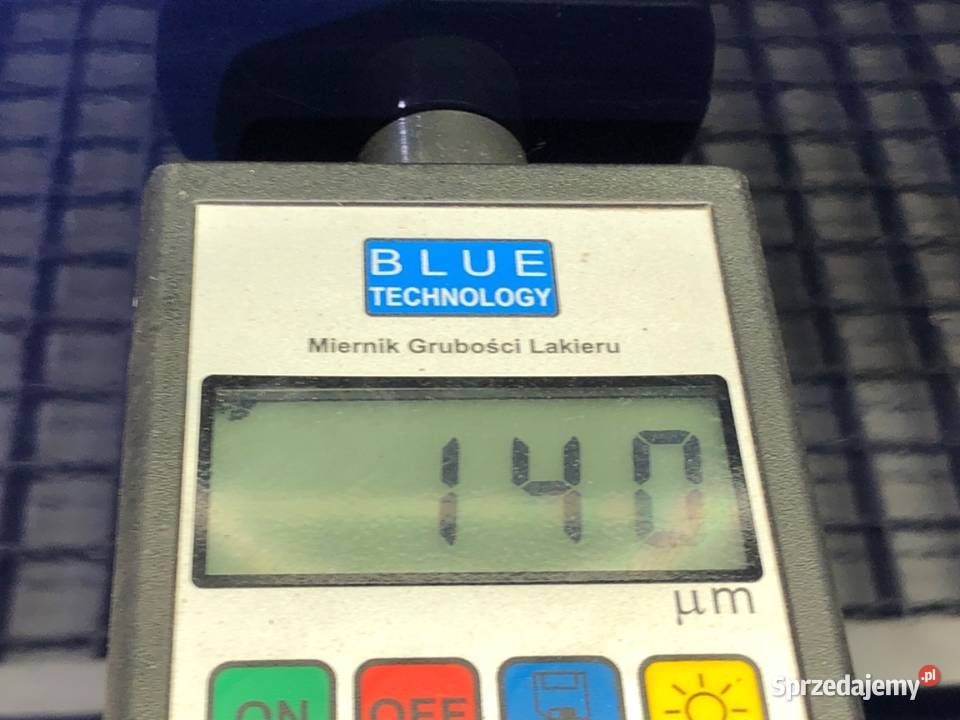 BLUE
TECHNOLOGY
Miernik Grubości Lakieru
140
μm
ON
OFF
Sprzedajemy.pl